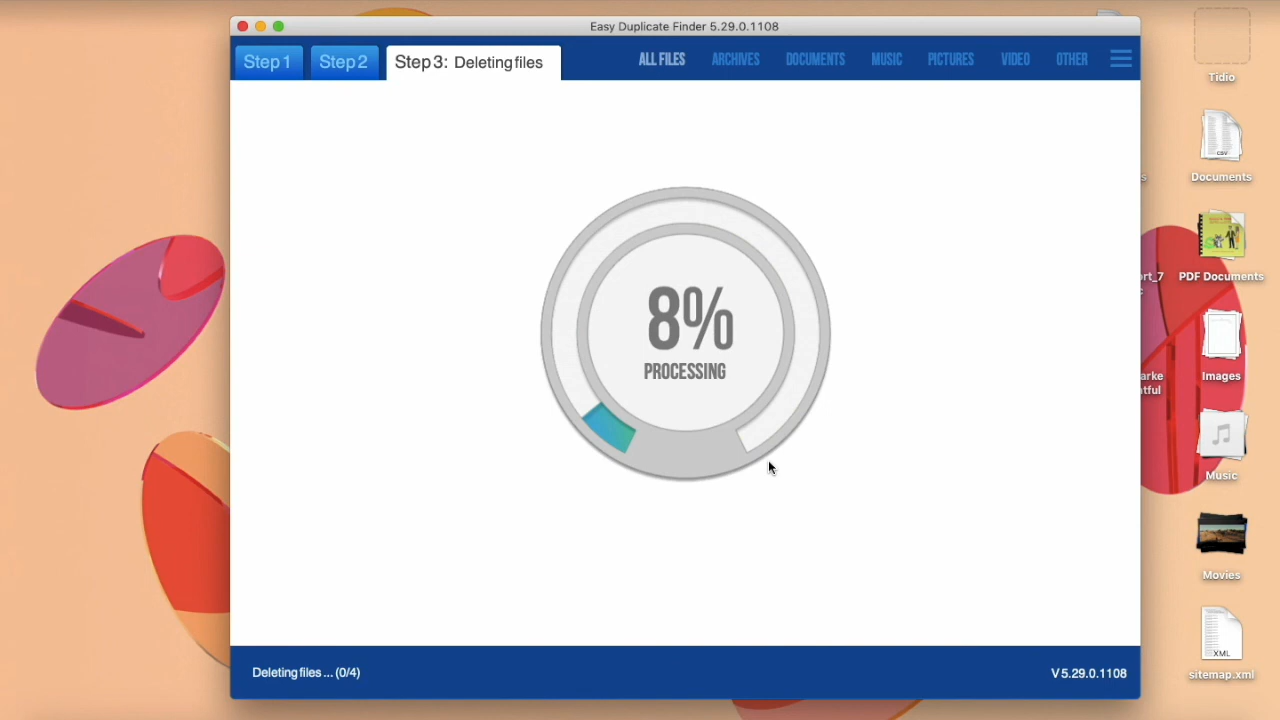 Easy Duplicate Finder 5.29.0.1108
Step 1
Step 2
Step 3: Deleting files
ALL FILES
ARCHIVES
DOCUMENTS
MUSIC
PICTURES
VIDEO
OTHER
8%
PROCESSING
Deleting files ... (0/4)
V 5.29.0.1108
Tidio
CSV
Documents
PDF Documents
Images
Music
Movies
XML
sitemap.xml